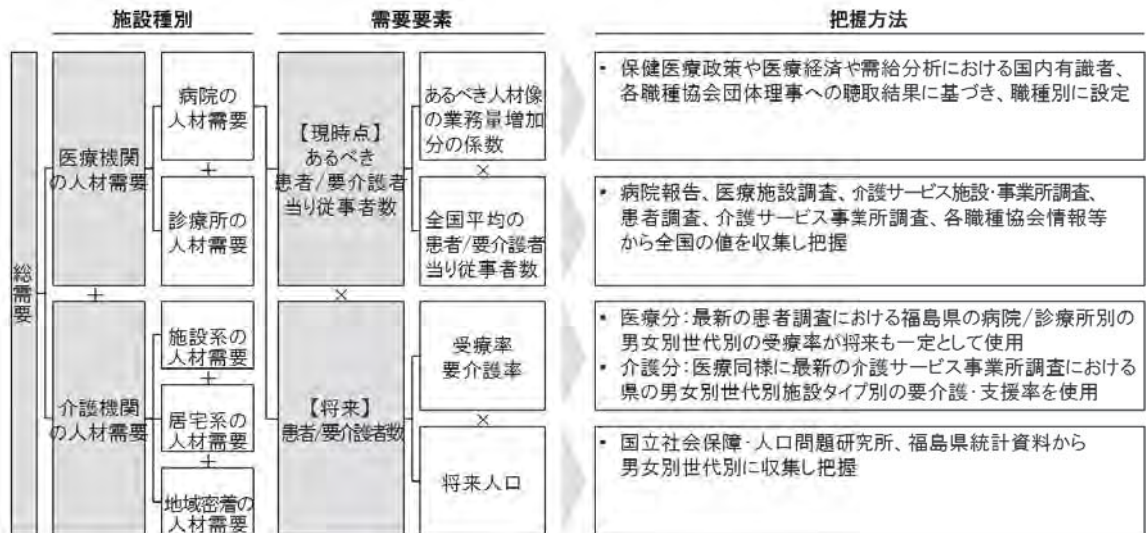 施設種別
需要要素
把握方法
総需要
医療機関
の人材需要
+
介護機関
の人材需要
病院の
人材需要
+
診療所の
人材需要
施設系の
人材需要
+
居宅系の
人材需要
+
地域密着の
人材需要
【現時点】
あるべき
患者/要介護者
当り従事者数
×
【将来】
患者/要介護者数
あるべき人材像
の業務量増加
分の係数
×
全国平均の
患者/要介護者
当り従事者数
受療率
要介護率
×
将来人口
• 保健医療政策や医療経済や需給分析における国内有識者、
各職種協会団体理事への聴取結果に基づき、職種別に設定
• 病院報告、医療施設調査、介護サービス施設・事業所調査、
患者調査、介護サービス事業所調査、各職種協会情報等
から全国の値を収集し把握
• 医療分:最新の患者調査における福島県の病院/診療所別の
男女別世代別の受療率が将来も一定として使用
• 介護分:医療同様に最新の介護サービス事業所調査における
県の男女別世代別施設タイプ別の要介護・支援率を使用
• 国立社会保障・人口問題研究所、福島県統計資料から
男女別世代別に収集し把握